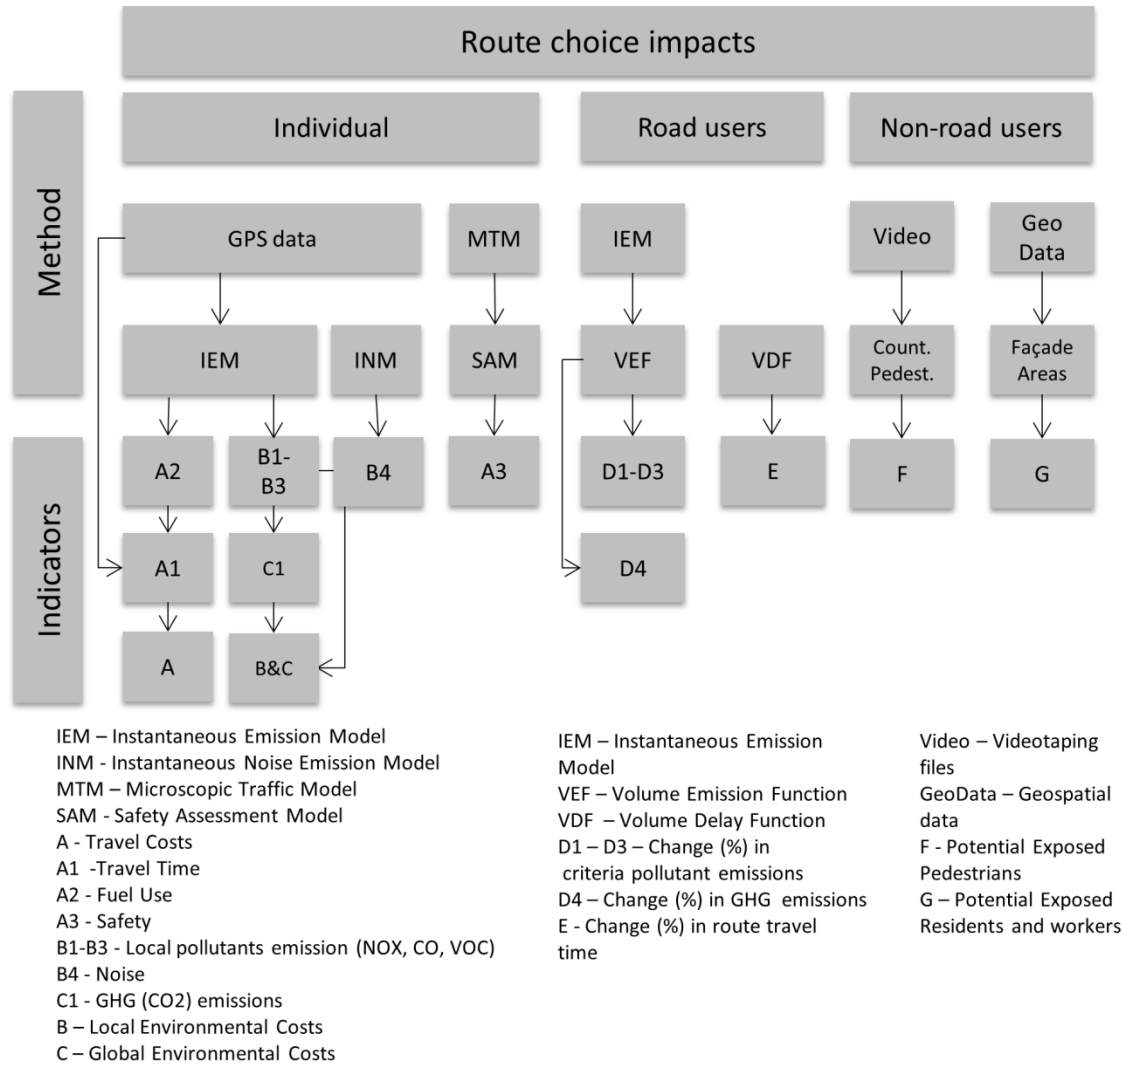 Route choice impacts
Individual
Road users
Non-road users
Method
GPS data
MTM
IEM
Video
Geo
Data
IEM
INM
SAM
VEF
VDF
Count.
Pedest.
Façade
Areas
Indicators
A2
B1-
B3
B4
A3
D1-D3
E
F
G
A1
C1
D4
A
B&C
IEM – Instantaneous Emission Model
INM - Instantaneous Noise Emission Model
MTM – Microscopic Traffic Model
SAM - Safety Assessment Model
A - Travel Costs
A1 -Travel Time
A2 - Fuel Use
A3 - Safety
B1-B3 - Local pollutants emission (NOX, CO, VOC)
B4 - Noise
C1 - GHG (CO2) emissions
B – Local Environmental Costs
C – Global Environmental Costs
IEM – Instantaneous Emission
Model
VEF – Volume Emission Function
VDF – Volume Delay Function
D1 – D3 – Change (%) in
criteria pollutant emissions
D4 – Change (%) in GHG emissions
E - Change (%) in route travel
time
Video – Videotaping
files
GeoData – Geospatial
data
F - Potential Exposed
Pedestrians
G – Potential Exposed
Residents and workers